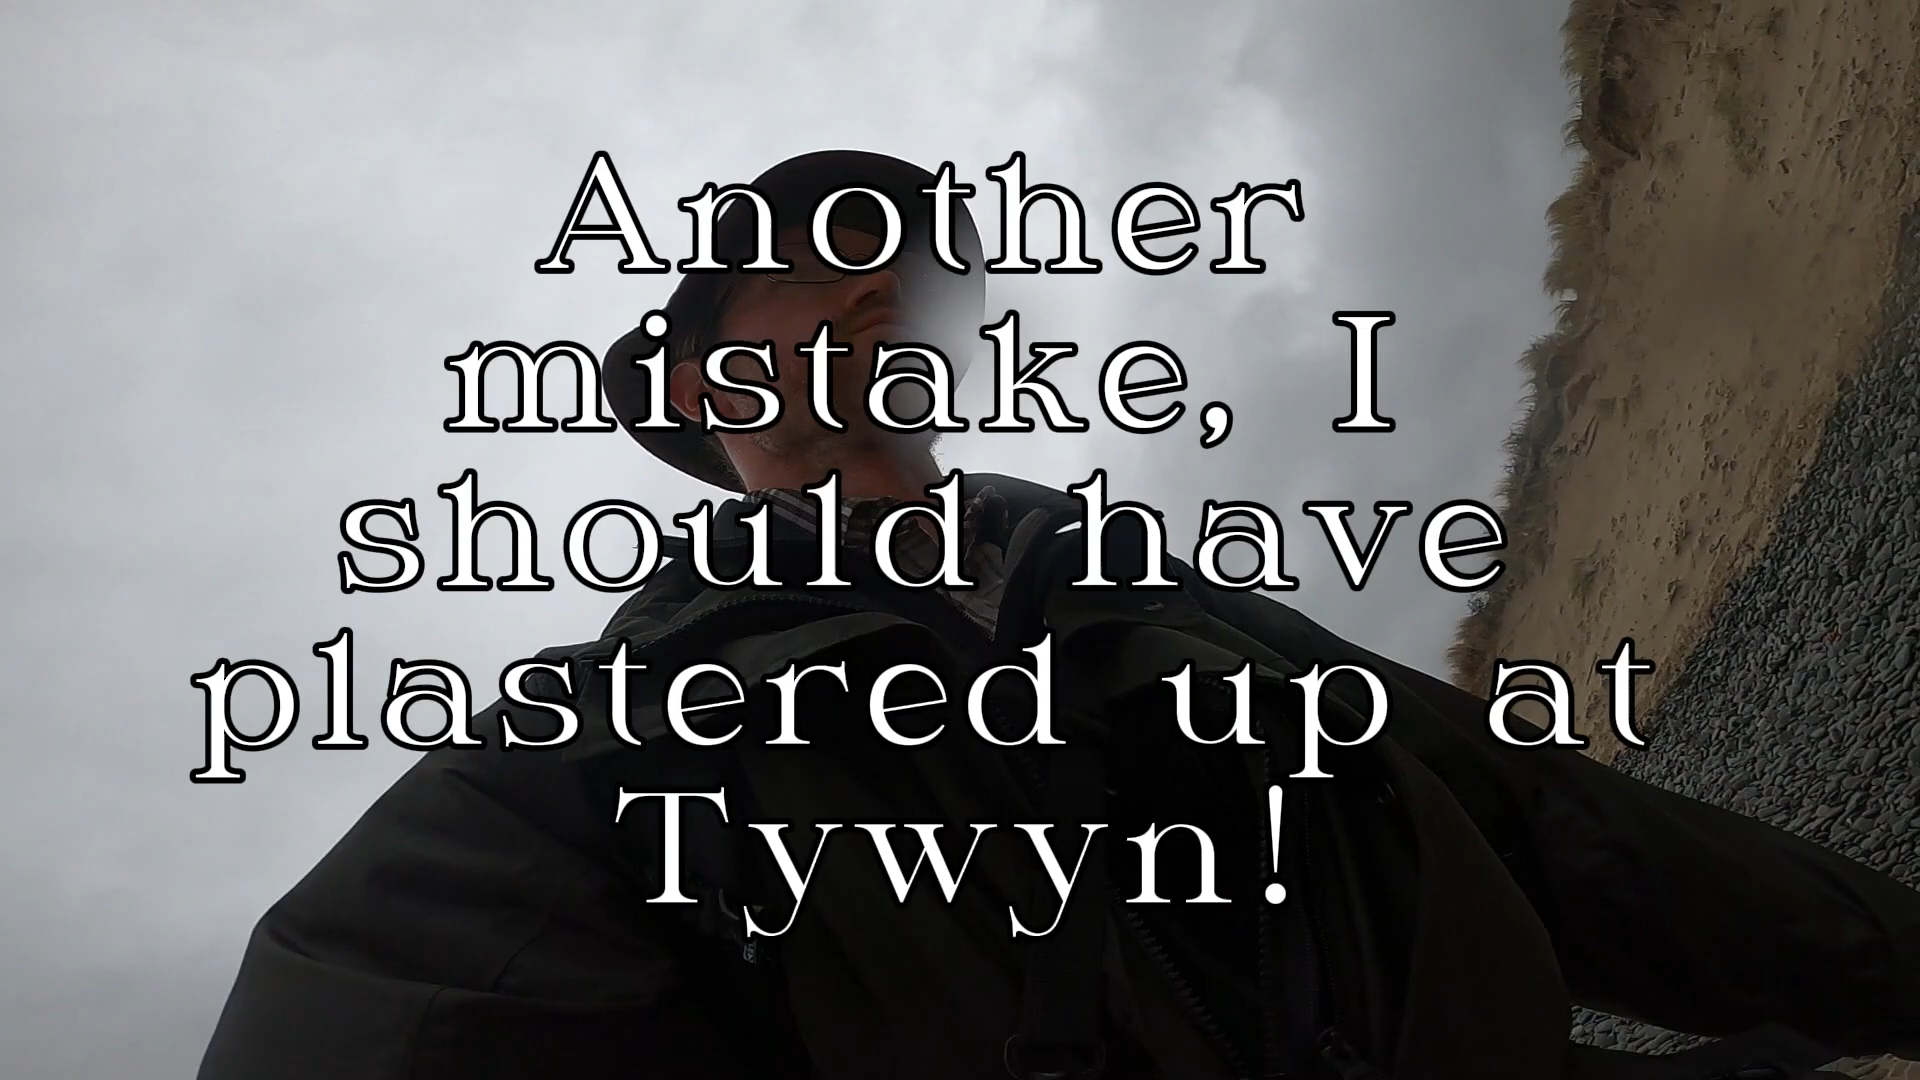 Another
mistake, I
should have
plastered up at
Tywyn!